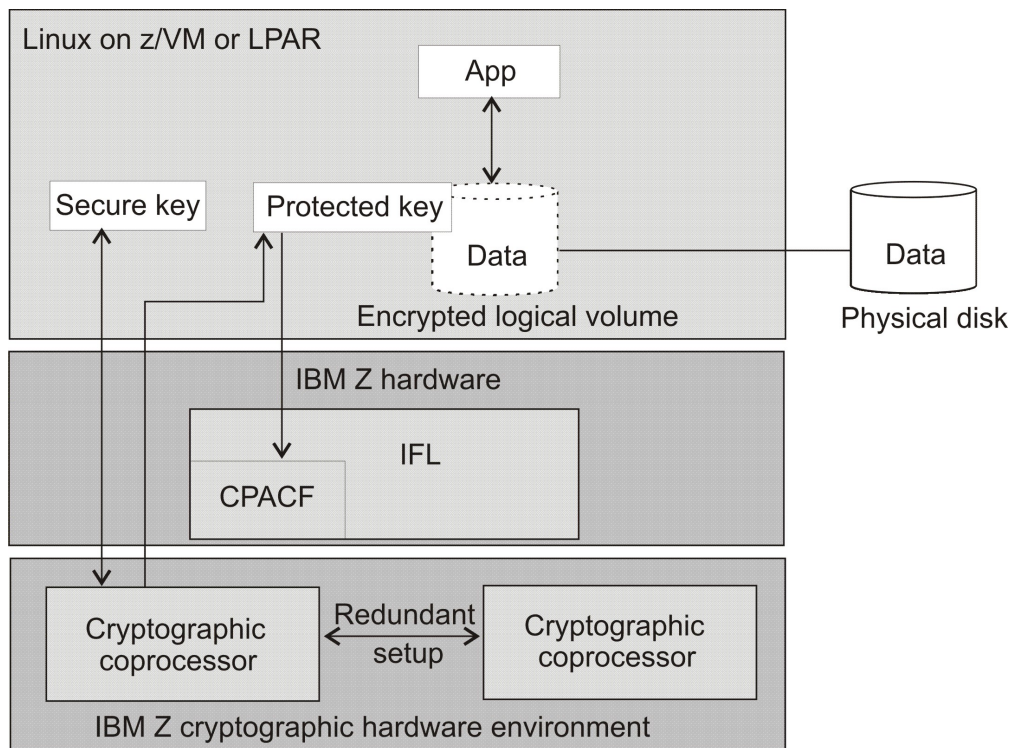 Linux on z/VM or LPAR
App
Secure key
Protected key
Data
Data
Encrypted logical volume
Physical disk
IBM Z hardware
IFL
CPACF
Cryptographic
coprocessor
Redundant
setup
Cryptographic
coprocessor
IBM Z cryptographic hardware environment